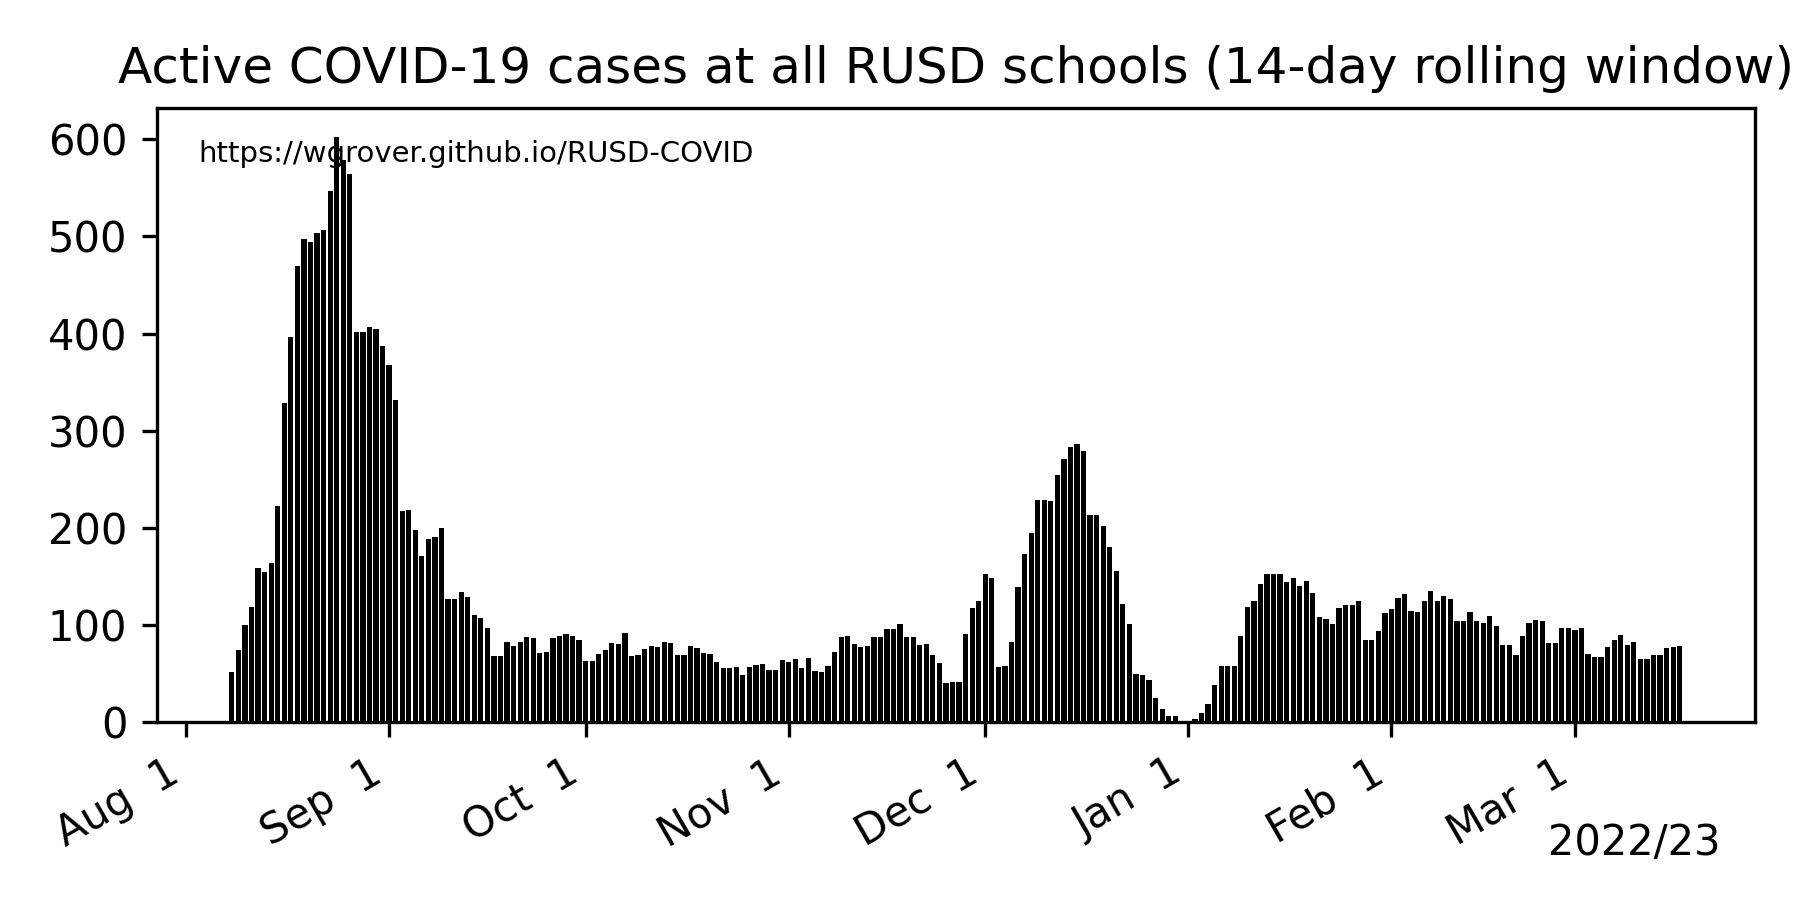 Active COVID-19 cases at all RUSD schools (14-day rolling window)
https://wgrover.github.io/RUSD-COVID
600
500
400
300
200
100
0
Aug 1
Sep 1
Oct 1
Nov 1
Dec 1
Jan 1
Feb 1
Mar 1
2022/23